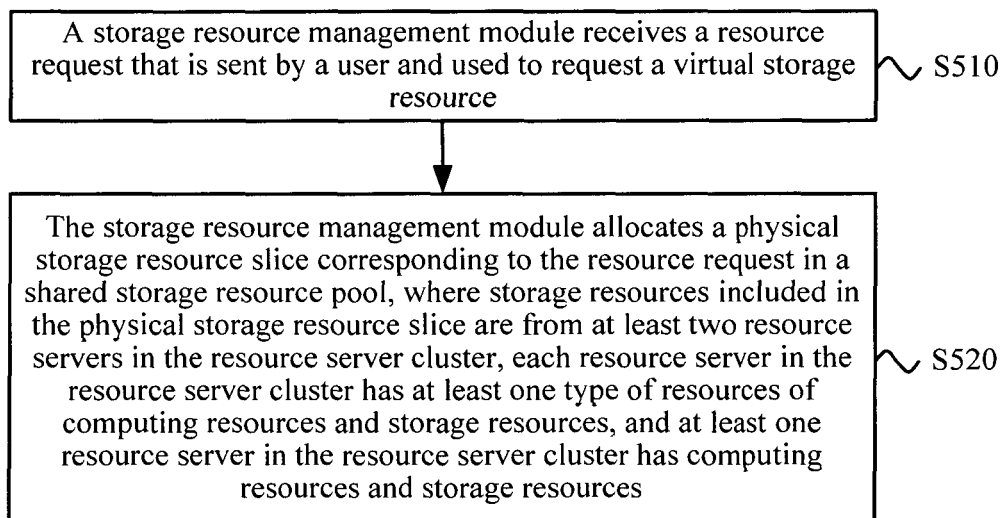 A storage resource management module receives a resource
request that is sent by a user and used to request a virtual storage
resource
S510
The storage resource management module allocates a physical
storage resource slice corresponding to the resource request in a
shared storage resource pool, where storage resources included in
the physical storage resource slice are from at least two resource
servers in the resource server cluster, each resource server in the
resource server cluster has at least one type of resources of
computing resources and storage resources, and at least one
resource server in the resource server cluster has computing
resources and storage resources
S520